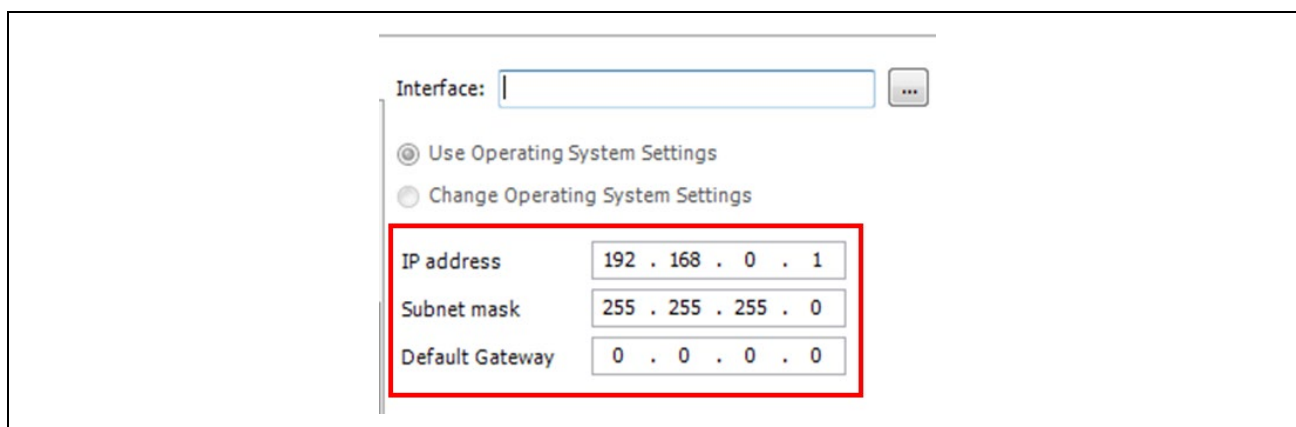 Interface:
...
Use Operating System Settings
Change Operating System Settings
IP address 192 . 168 . 0 . 1
Subnet mask 255 . 255 . 255 . 0
Default Gateway 0 . 0 . 0 . 0